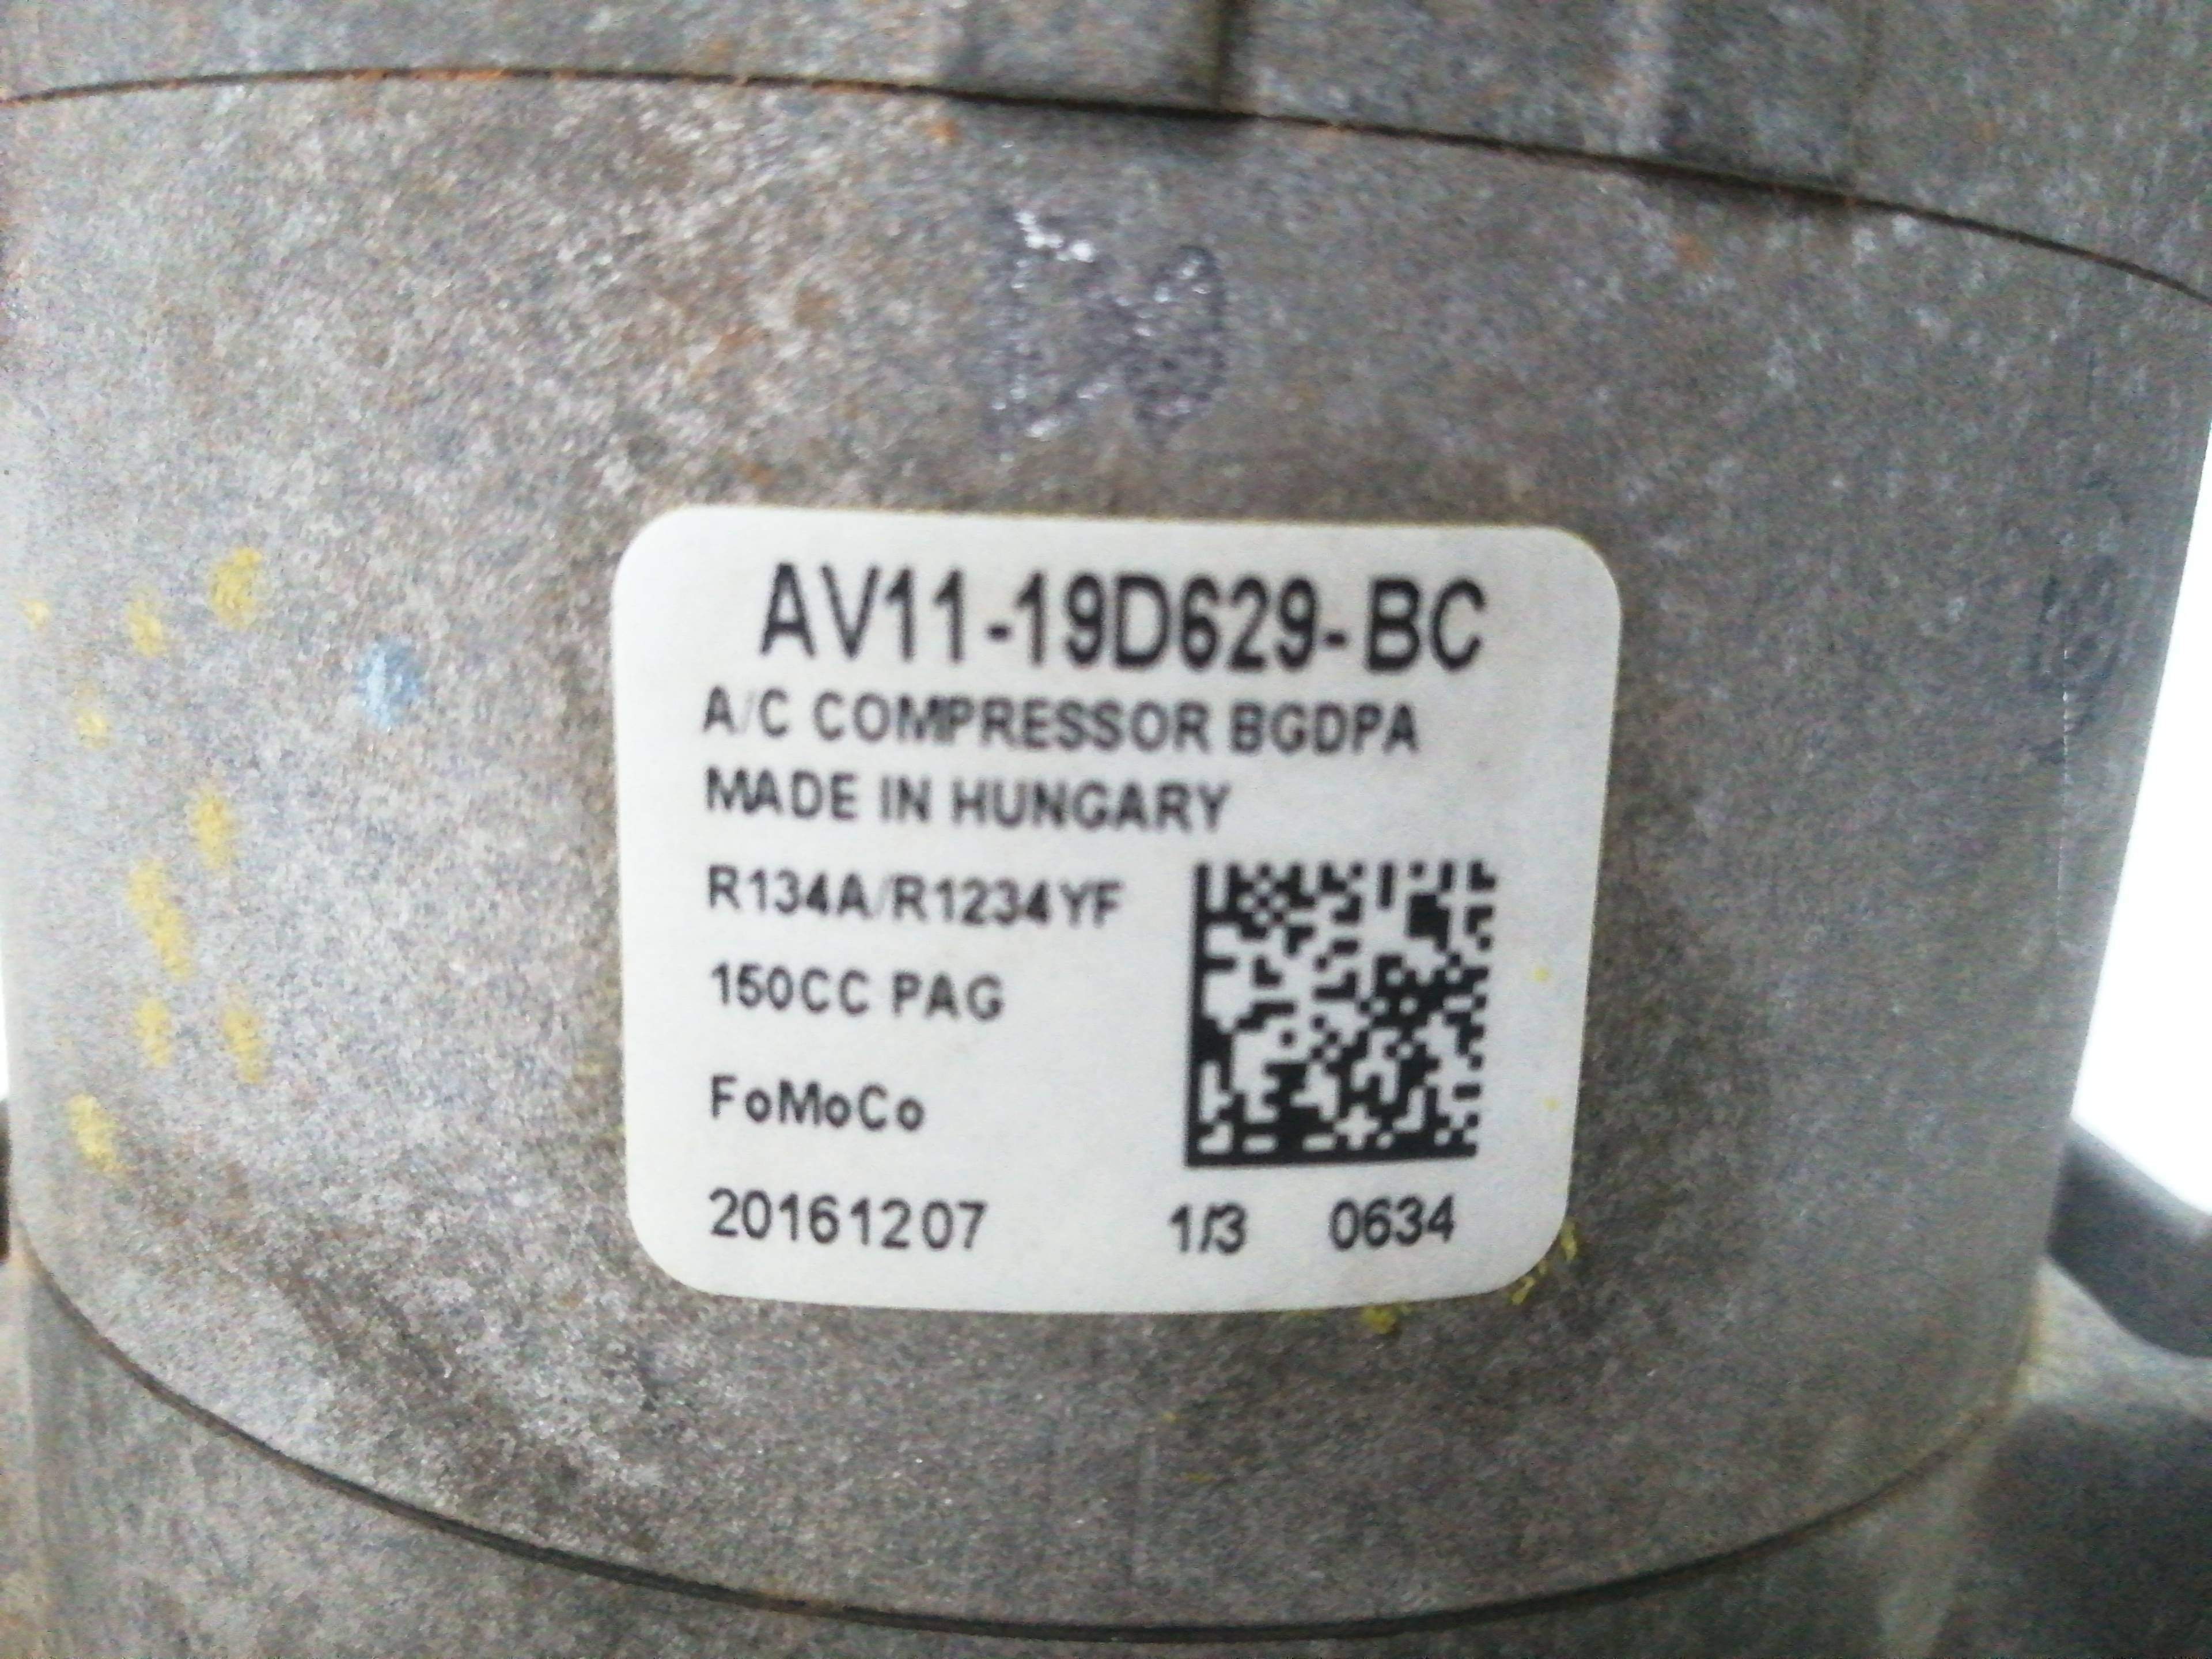 AV11-19D629-BC
A/C COMPRESSOR BGDPA
MADE IN HUNGARY
R134A/R1234YF
150CC PAG
FoMoCo
20161207 1/3 0634